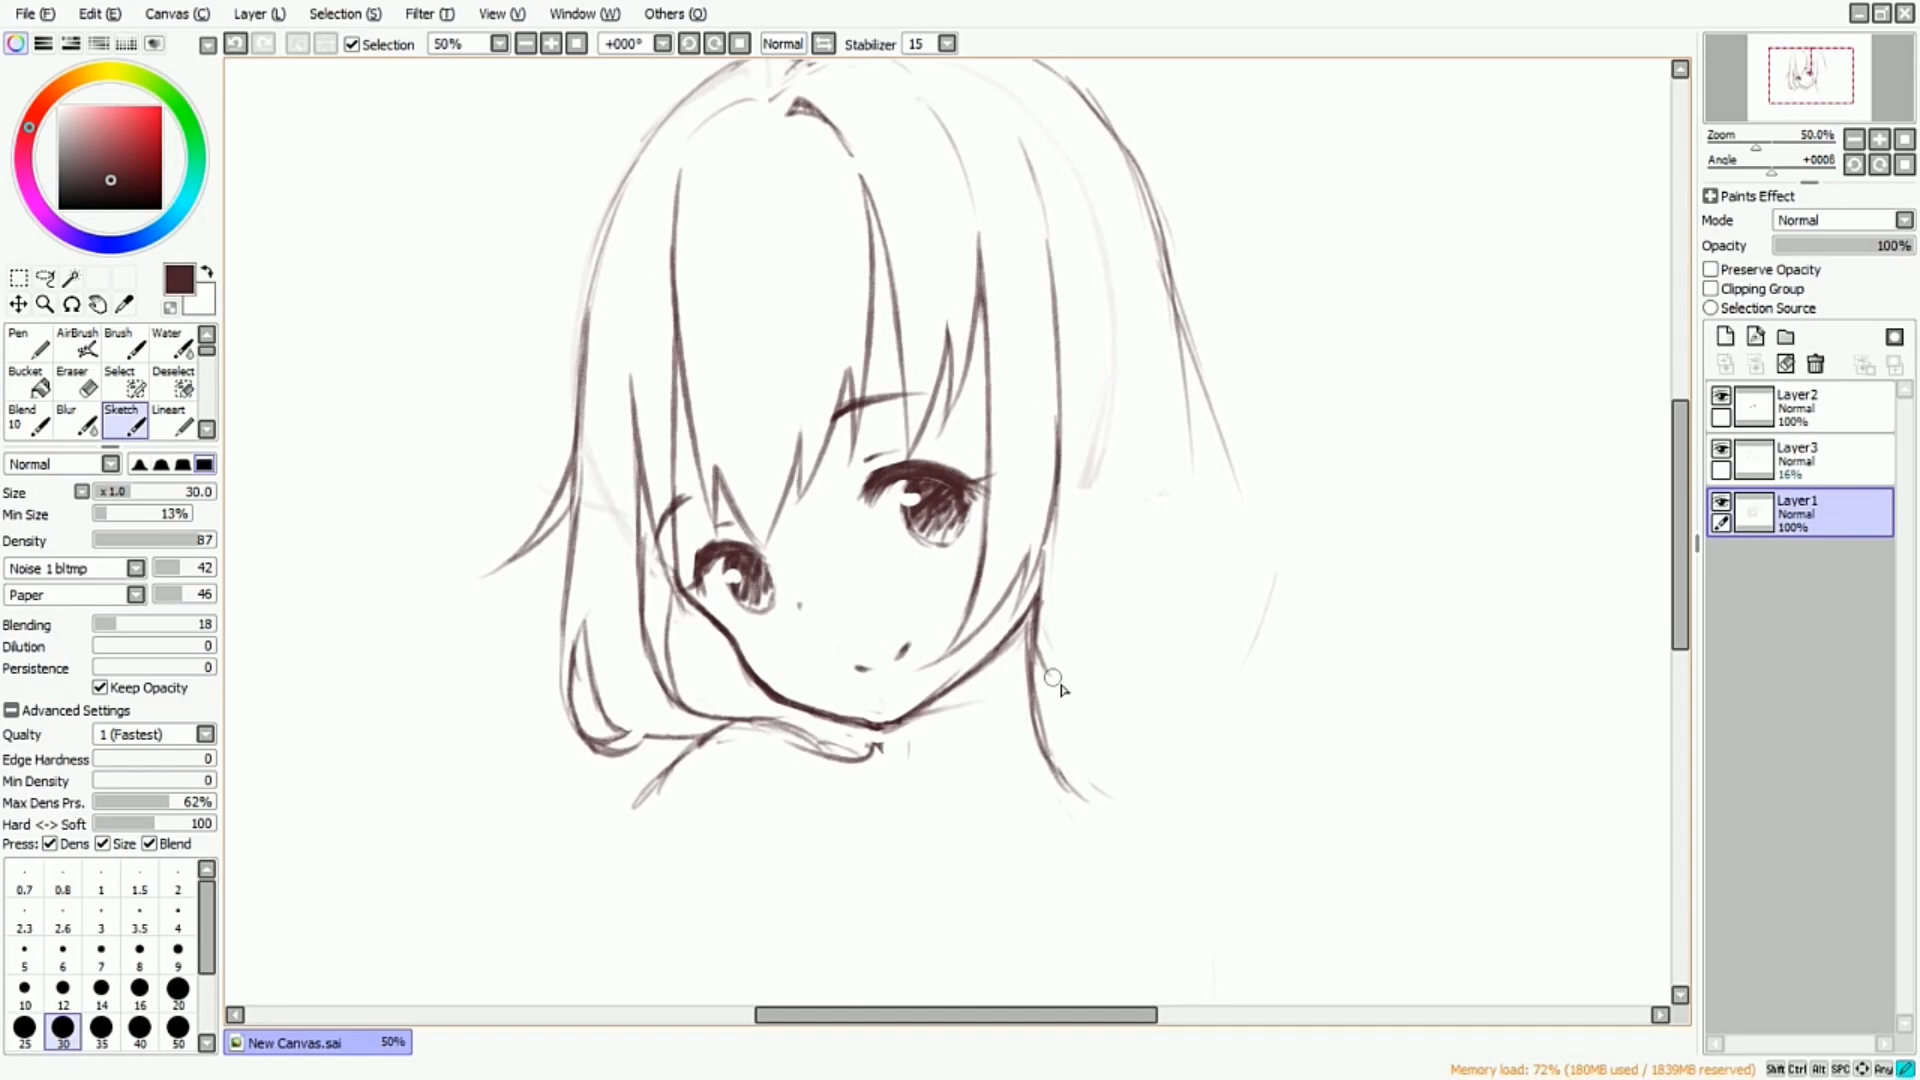 File (F) Edit (E) Canvas (C) Layer (L) Selection (S) Filter (T) View (V) Window (W) Others (O)
Selection 50% +000° Normal Stabilizer 15
Zoom 50.0%
Angle +000ß
Paints Effect
Mode Normal
Opacity 100%
Preserve Opacity
Clipping Group
Selection Source
Layer2
Normal
100%
Layer3
Normal
16%
Layer1
Normal
100%
Pen AirBrush Brush Water
Bucket Eraser Select Deselect
Blend Blur Sketch Lineart
10
Normal
Size x 1.0 30.0
Min Size 13%
Density 87
Noise 1 bltmp 42
Paper 46
Blending 18
Dilution 0
Persistence 0
Keep Opacity
Advanced Settings
Qualty 1 (Fastest)
Edge Hardness 0
Min Density 0
Max Dens Prs. 62%
Hard <-> Soft 100
Press: Dens Size Blend
0.7 0.8 1 1.5 2
2.3 2.6 3 3.5 4
5 6 7 8 9
10 12 14 16 20
25 30 35 40 50
New Canvas.sai 50%
Memory load: 72% (180MB used / 1839MB reserved) Shft Ctrl Alt SPC Any